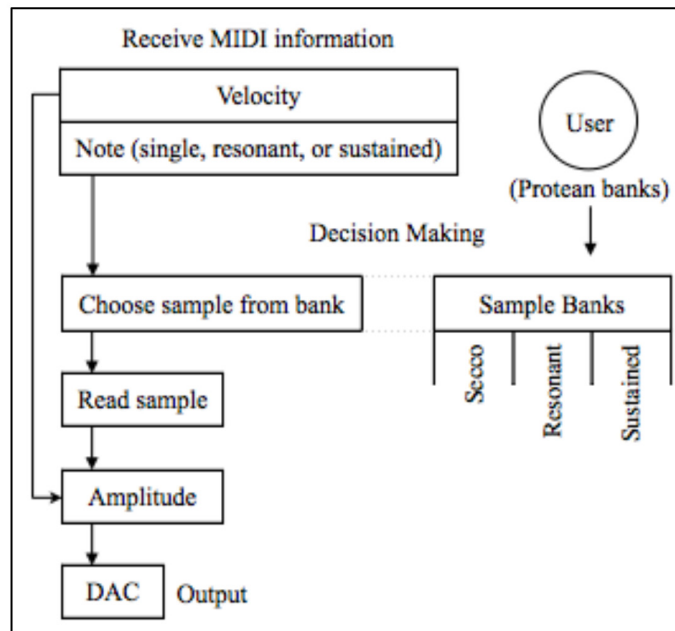 Receive MIDI information
Velocity
Note (single, resonant, or sustained)
User
(Protean banks)
Decision Making
Choose sample from bank
Sample Banks
Secco
Resonant
Sustained
Read sample
Amplitude
DAC
Output